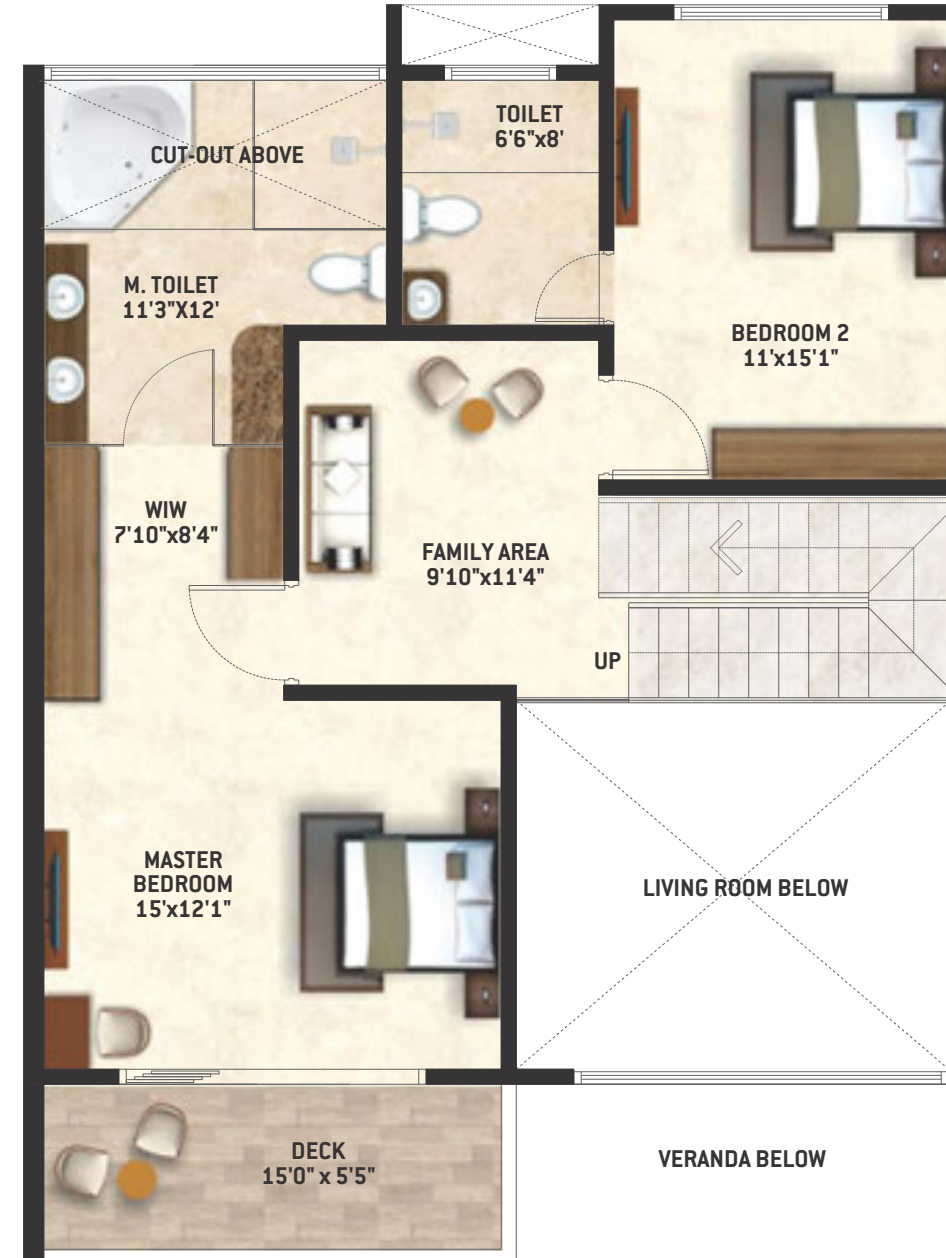 TOILET
6'6"x8'
CUT-OUT ABOVE
M. TOILET
11'3"X12'
BEDROOM 2
11'x15'1"
WIW
7'10"x8'4"
FAMILY AREA
9'10"x11'4"
UP
MASTER
BEDROOM
15'x12'1"
LIVING ROOM BELOW
DECK
15'0" x 5'5"
VERANDA BELOW